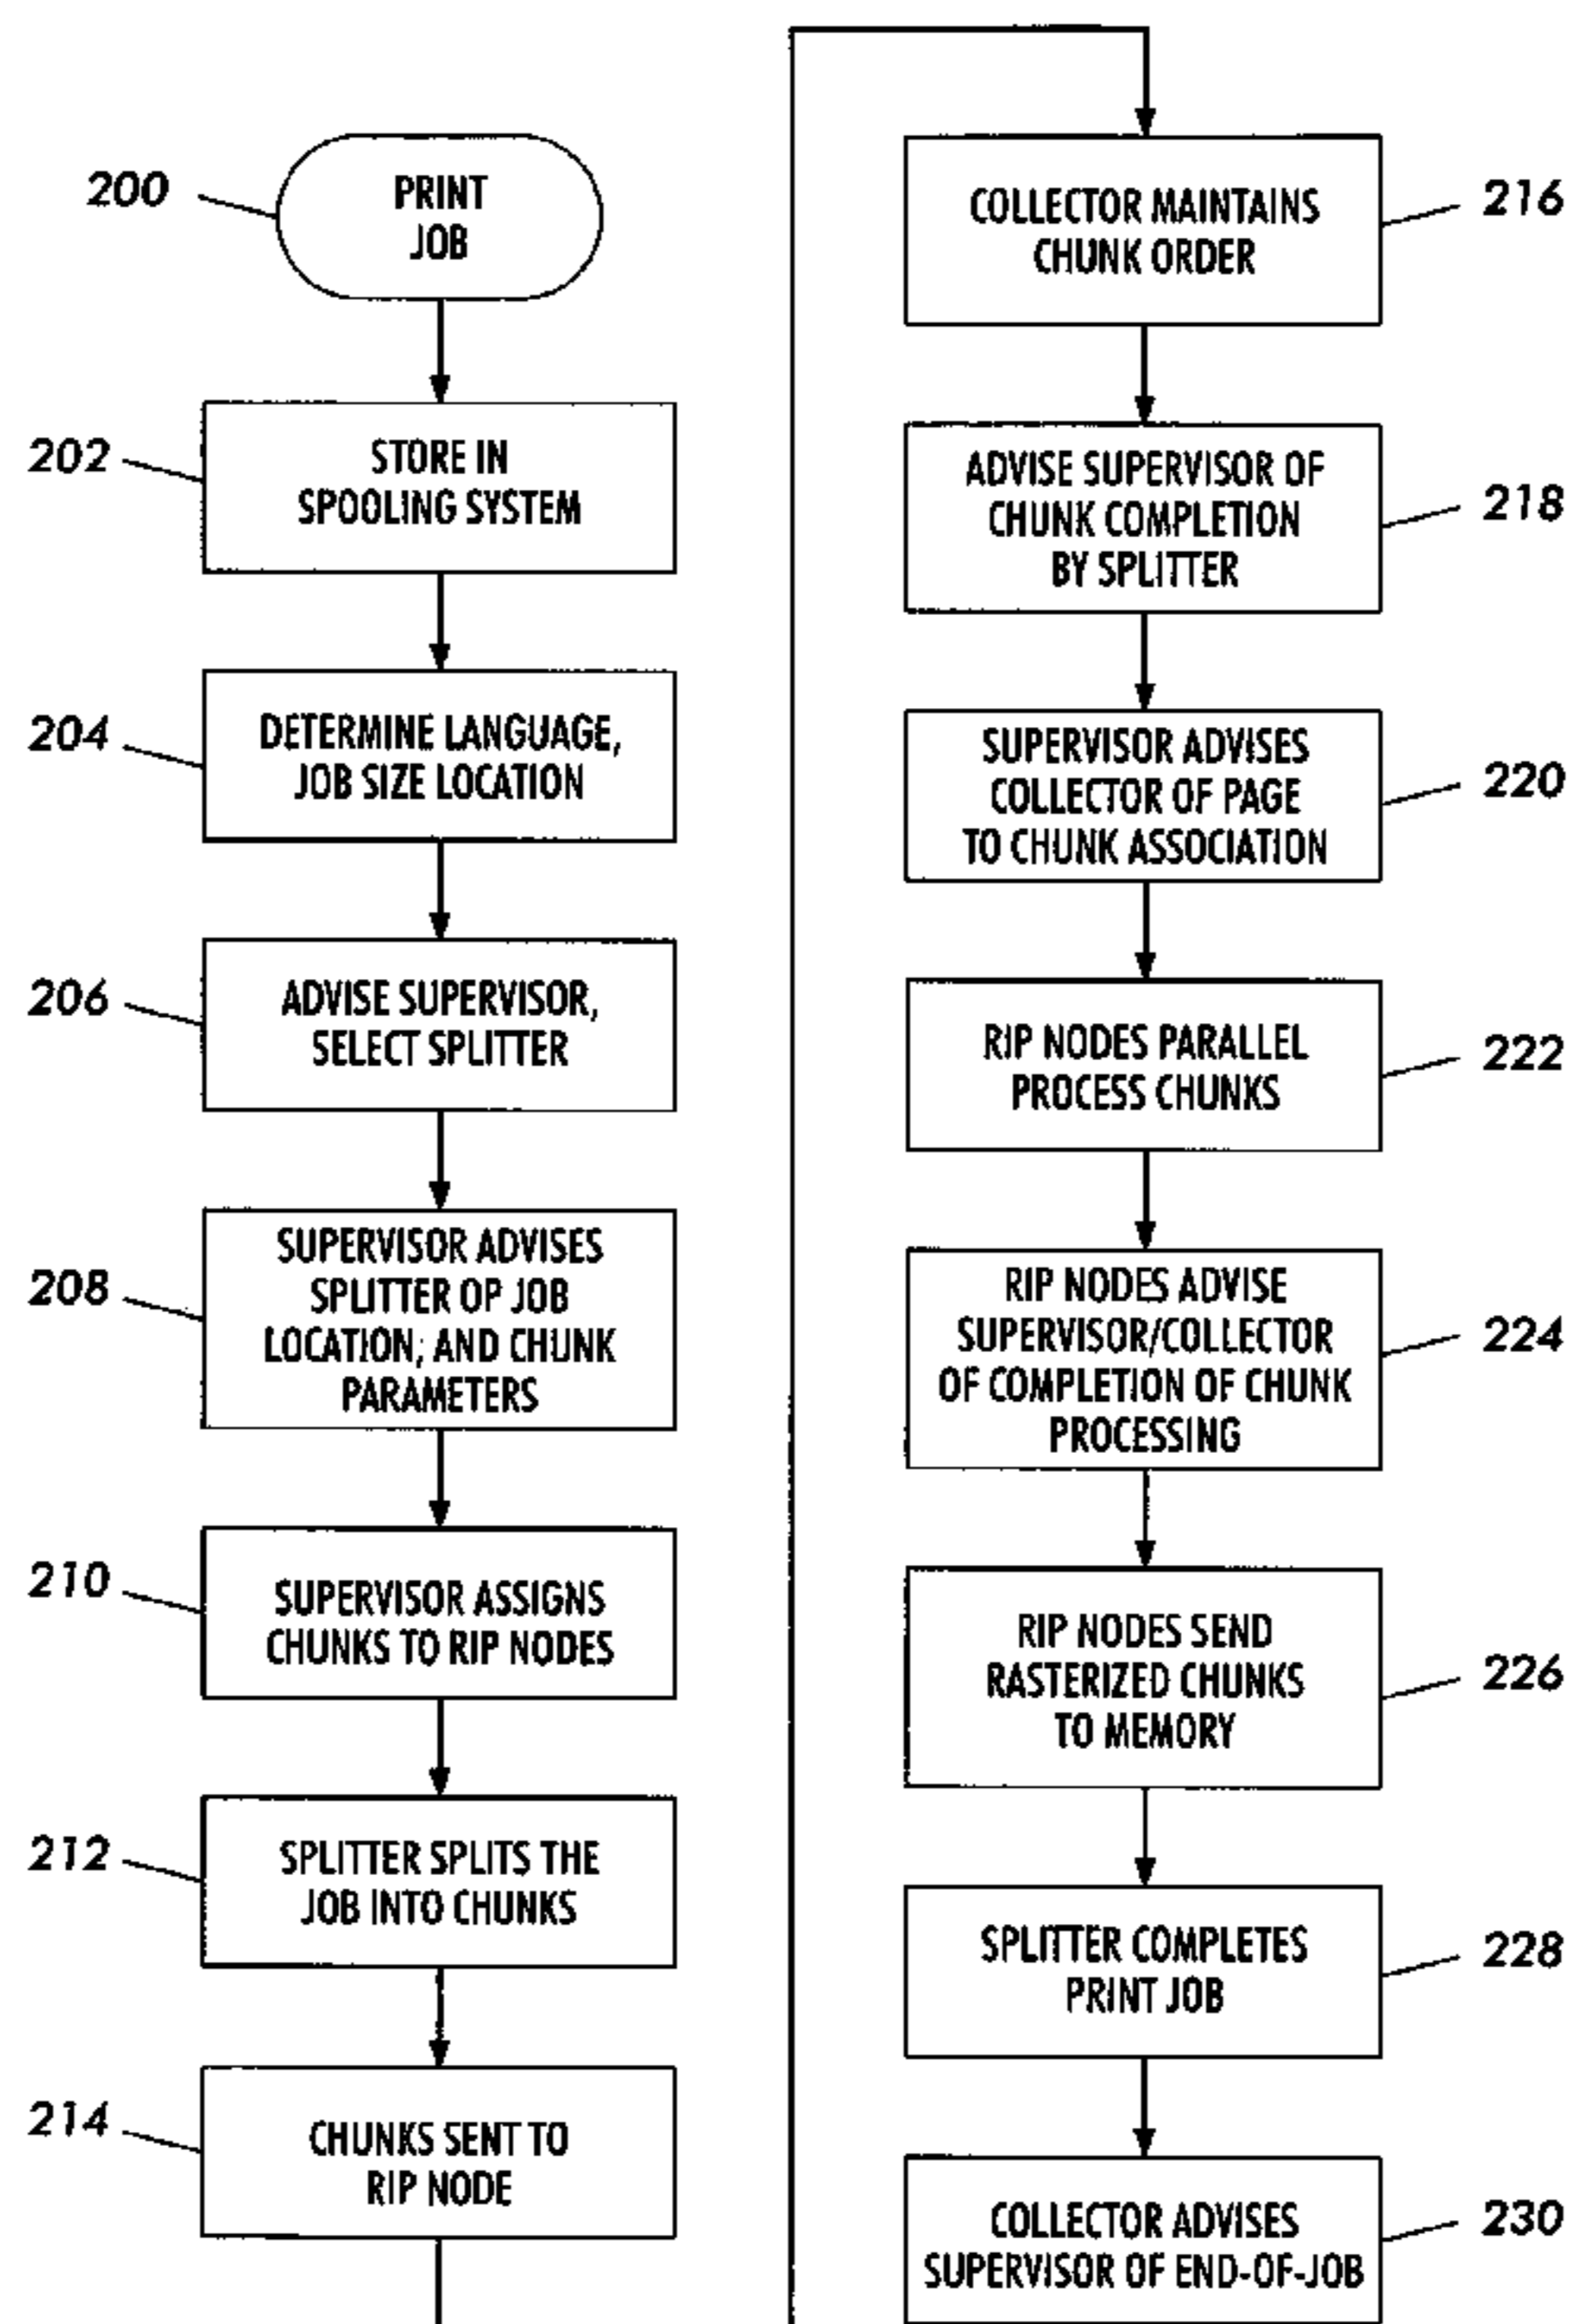 200
PRINT
JOB
202
STORE IN
SPOOLING SYSTEM
204
DETERMINE LANGUAGE,
JOB SIZE LOCATION
206
ADVISE SUPERVISOR,
SELECT SPLITTER
208
SUPERVISOR ADVISES
SPLITTER OP JOB
LOCATION; AND CHUNK
PARAMETERS
210
SUPERVISOR ASSIGNS
CHUNKS TO RIP NODES
212
SPLITTER SPLITS THE
JOB INTO CHUNKS
214
CHUNKS SENT TO
RIP NODE
COLLECTOR MAINTAINS
CHUNK ORDER
216
ADVISE SUPERVISOR OF
CHUNK COMPLETION
BY SPLITTER
218
SUPERVISOR ADVISES
COLLECTOR OF PAGE
TO CHUNK ASSOCIATION
220
RIP NODES PARALLEL
PROCESS CHUNKS
222
RIP NODES ADVISE
SUPERVISOR/COLLECTOR
OF COMPLETION OF CHUNK
PROCESSING
224
RIP NODES SEND
RASTERIZED CHUNKS
TO MEMORY
226
SPLITTER COMPLETES
PRINT JOB
228
COLLECTOR ADVISES
SUPERVISOR OF END-OF-JOB
230